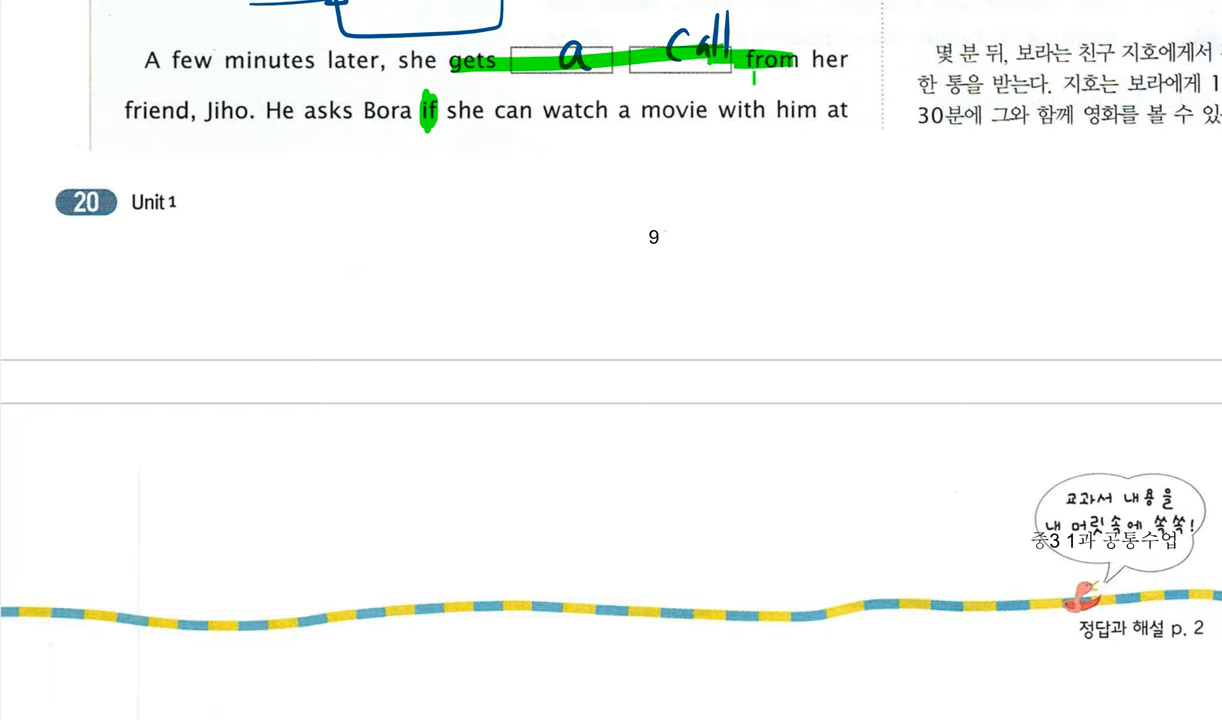 A few minutes later, she gets a call from her
friend, Jiho. He asks Bora if she can watch a movie with him at
몇 분 뒤, 보라는 친구 지호에게서
한 통을 받는다. 지호는 보라에게 1
30분에 그와 함께 영화를 볼 수 있
20 Unit 1
9
교과서 내용을
내 머릿속에 쏙쏙!
중3 1과 공통수업
정답과 해설 p. 2